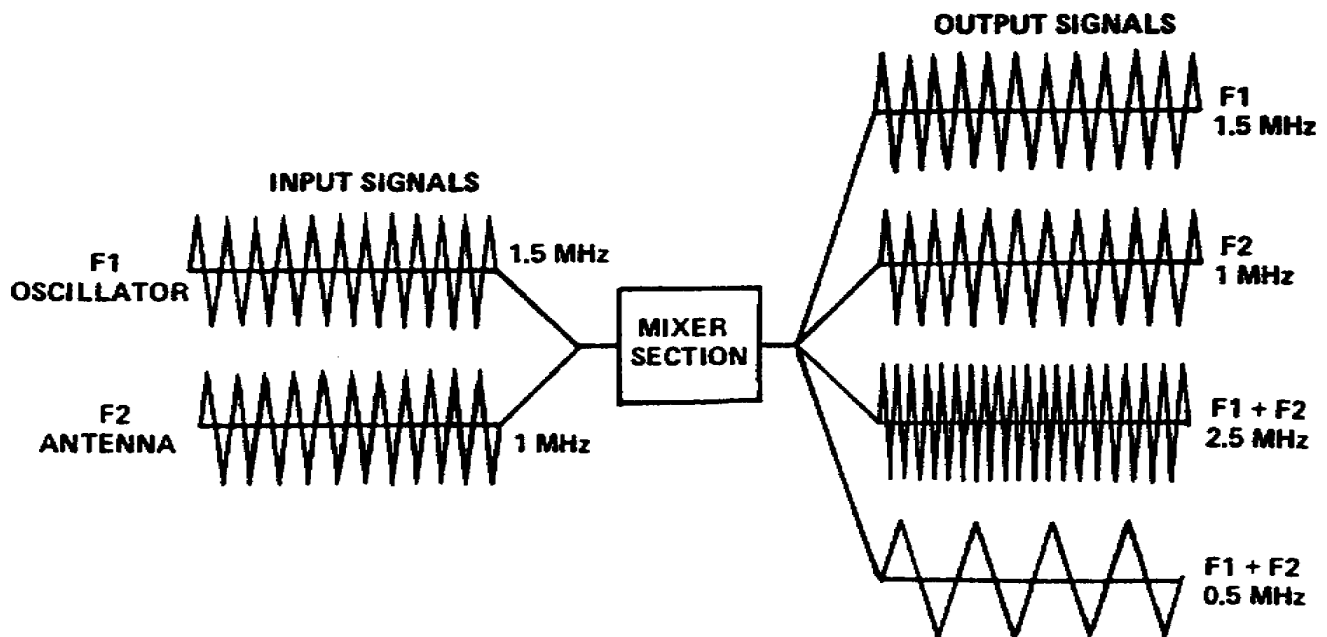 OUTPUT SIGNALS
F1
1.5 MHz
INPUT SIGNALS
F1
OSCILLATOR
1.5 MHz
F2
1 MHz
MIXER
SECTION
F2
ANTENNA
1 MHz
F1 + F2
2.5 MHz
F1 + F2
0.5 MHz